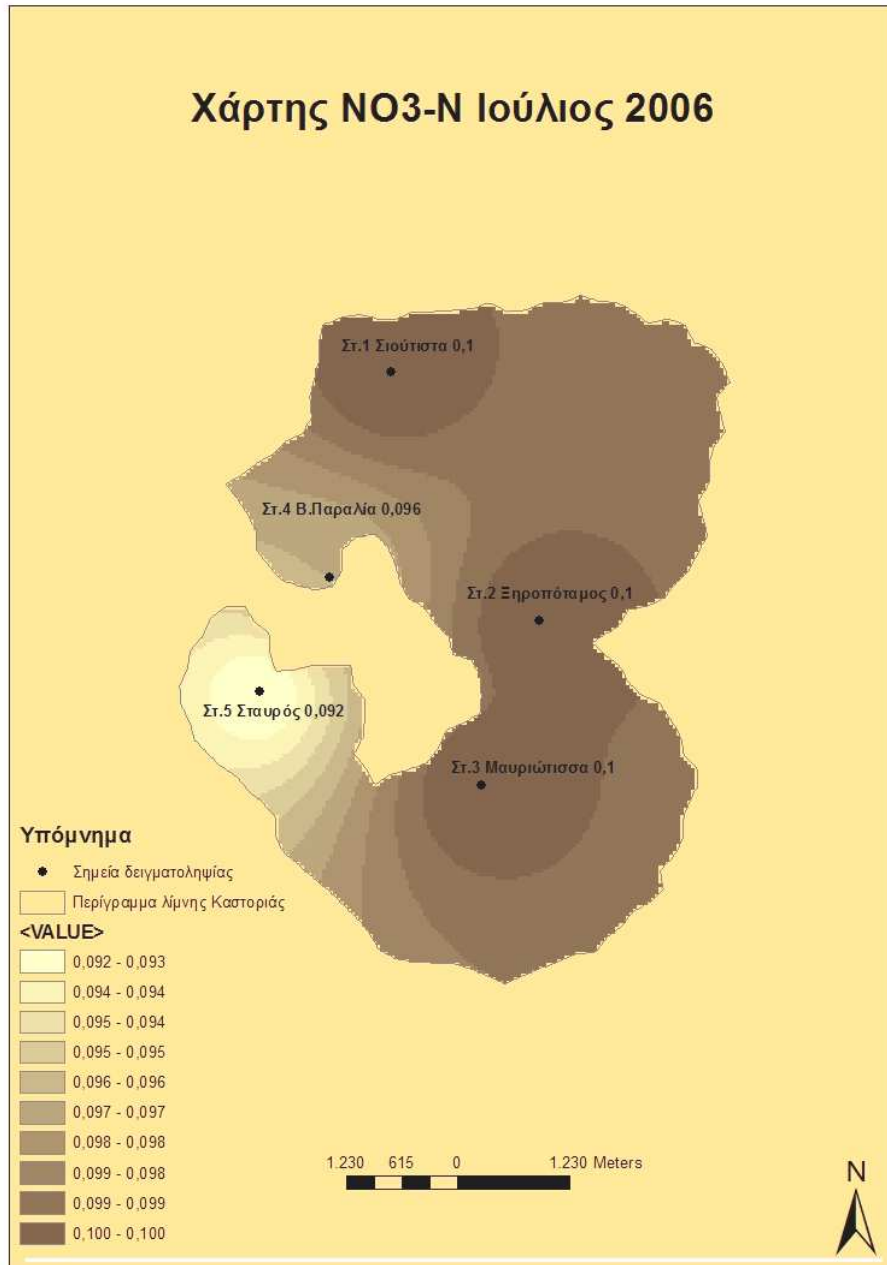 Χάρτης NO3-N Ιούλιος 2006
Στ.1 Σιούτιστα 0,1
Στ.4 Β.Παραλία 0,096
Στ.2 Ξηροπόταμος 0,1
Στ.5 Σταυρός 0,092
Στ.3 Μαυριώτισσα 0,1
Υπόμνημα
Σημεία δειγματοληψίας
Περίγραμμα λίμνης Καστοριάς
<VALUE>
0,092 - 0,093
0,094 - 0,094
0,095 - 0,094
0,095 - 0,095
0,096 - 0,096
0,097 - 0,097
0,098 - 0,098
0,099 - 0,098
0,099 - 0,099
0,100 - 0,100
1.230 615 0 1.230 Meters
N